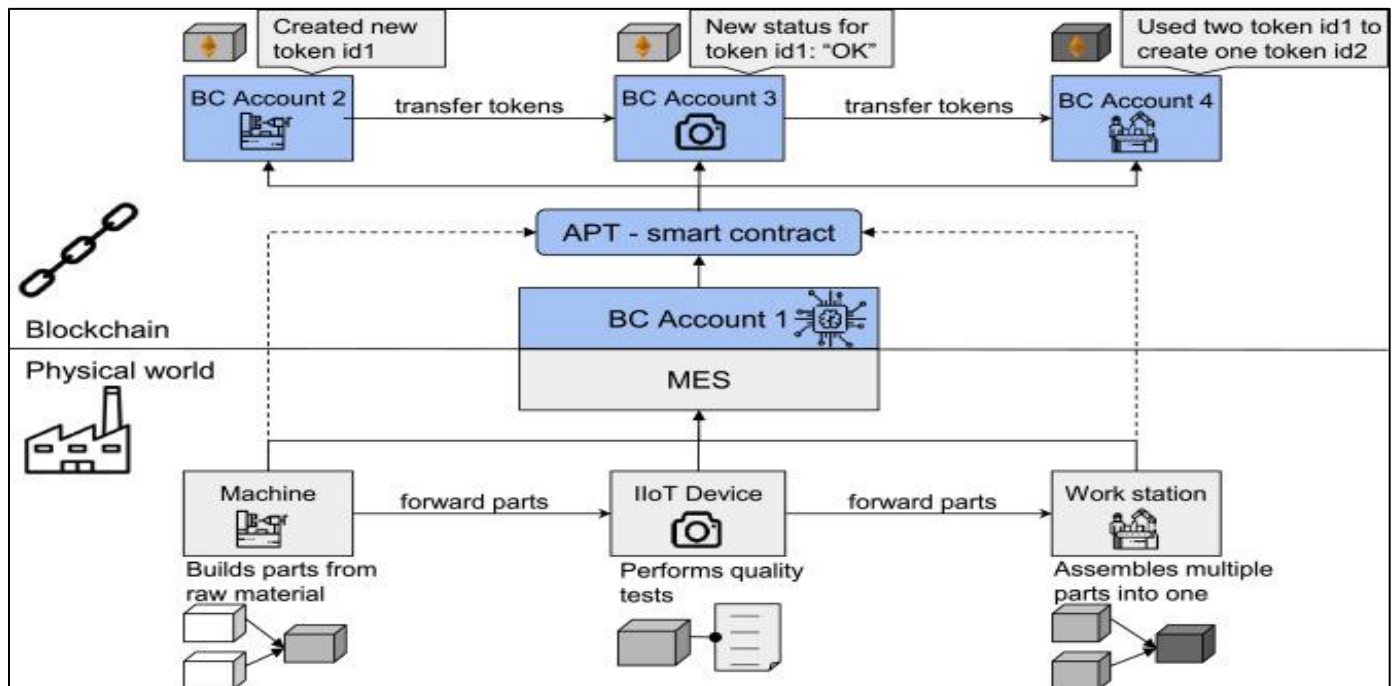 Created new
token id1
New status for
token id1: “OK”
Used two token id1 to
create one token id2
BC Account 2
transfer tokens
BC Account 3
transfer tokens
BC Account 4
APT - smart contract
BC Account 1
Blockchain
Physical world
MES
Machine
forward parts
IIoT Device
forward parts
Work station
Builds parts from
raw material
Performs quality
tests
Assembles multiple
parts into one